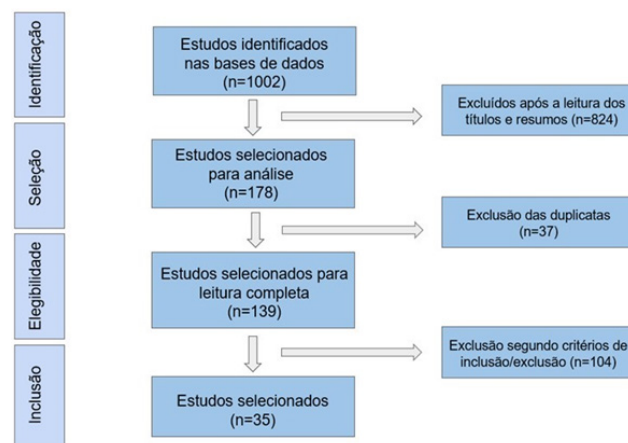 Identificação
Estudos identificados
nas bases de dados
(n=1002)
Excluídos após a leitura dos
títulos e resumos (n=824)
Seleção
Estudos selecionados
para análise
(n=178)
Exclusão das duplicatas
(n=37)
Elegibilidade
Estudos selecionados para
leitura completa
(n=139)
Exclusão segundo critérios de
inclusão/exclusão (n=104)
Inclusão
Estudos selecionados
(n=35)